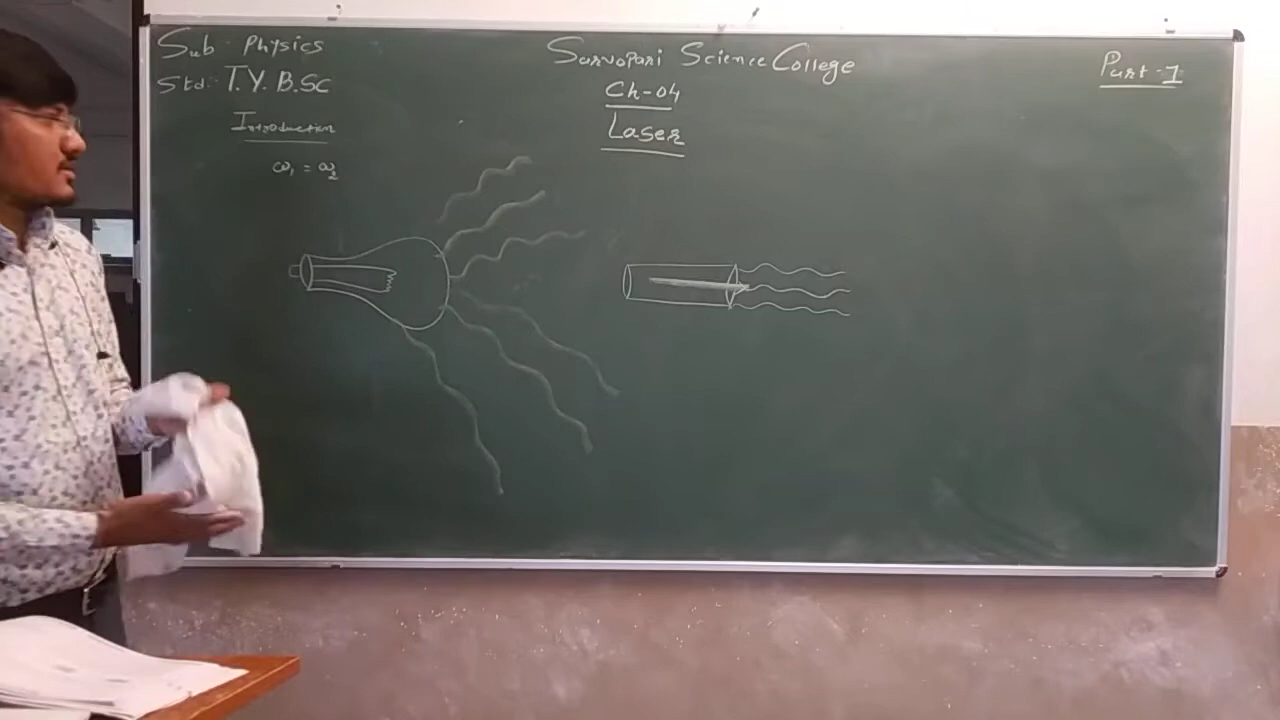 Sub - Physics
Std:- T.Y. B.Sc
Sarvopari Science College
Ch-04
Laser
Part-1
Introduction
ω₁ = ω₂